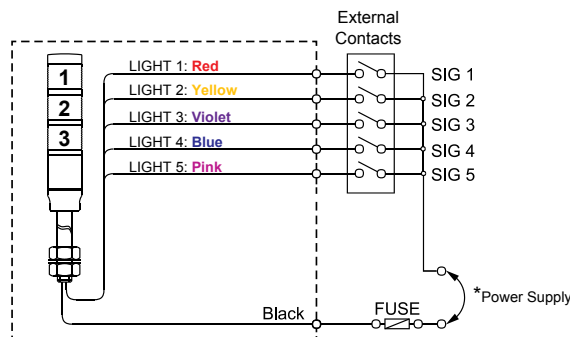 External
Contacts
1
2
3
LIGHT 1: Red
LIGHT 2: Yellow
LIGHT 3: Violet
LIGHT 4: Blue
LIGHT 5: Pink
SIG 1
SIG 2
SIG 3
SIG 4
SIG 5
Black
FUSE
*Power Supply